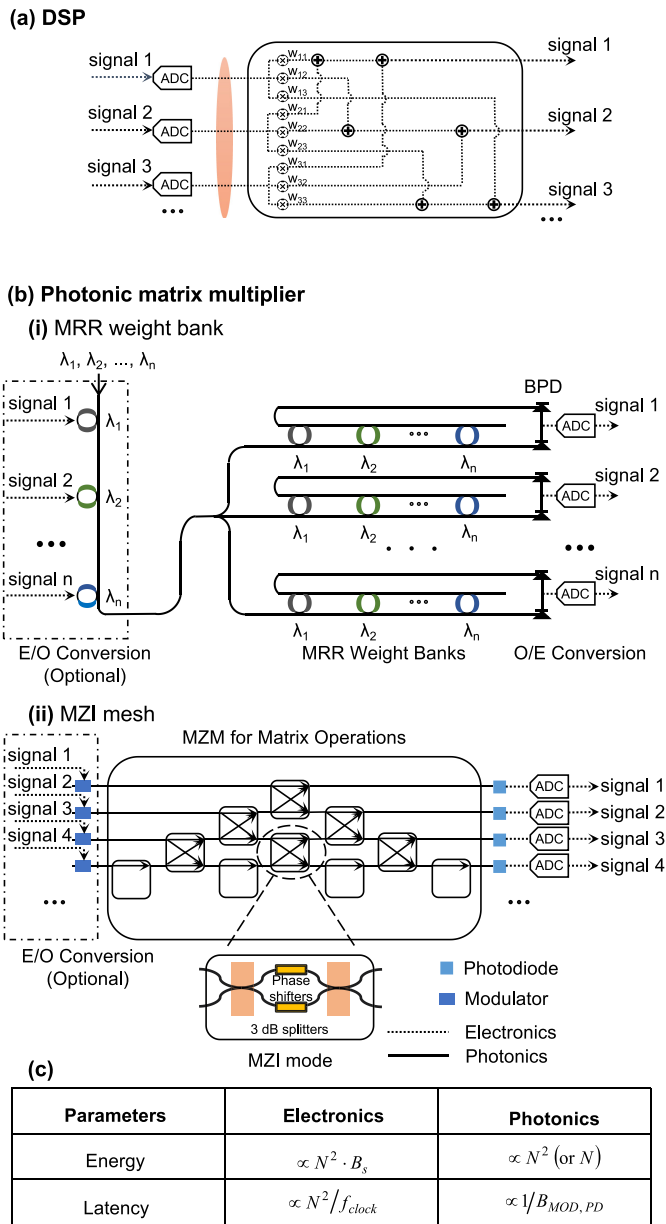 (a) DSP
signal 1
ADC
signal 2
ADC
signal 3
ADC
•••
w11
w12
w13
w21
w22
w23
w31
w32
w33
signal 1
signal 2
signal 3
•••
(b) Photonic matrix multiplier
(i) MRR weight bank
λ1, λ2, ..., λn
signal 1
λ1
signal 2
λ2
•••
signal n
λn
E/O Conversion
(Optional)
BPD
λ1 λ2 ••• λn
ADC
signal 1
λ1 λ2 ••• λn
ADC
signal 2
• • •
•••
λ1 λ2 ••• λn
ADC
signal n
MRR Weight Banks
O/E Conversion
(ii) MZI mesh
MZM for Matrix Operations
signal 1
signal 2
signal 3
signal 4
•••
E/O Conversion
(Optional)
ADC signal 1
ADC signal 2
ADC signal 3
ADC signal 4
•••
Phase
shifters
3 dB splitters
MZI mode
Photodiode
Modulator
Electronics
Photonics
(c)
Parameters Electronics Photonics
Energy ∝ N² · Bs ∝ N² (or N)
Latency ∝ N²/fclock ∝ 1/BMOD, PD